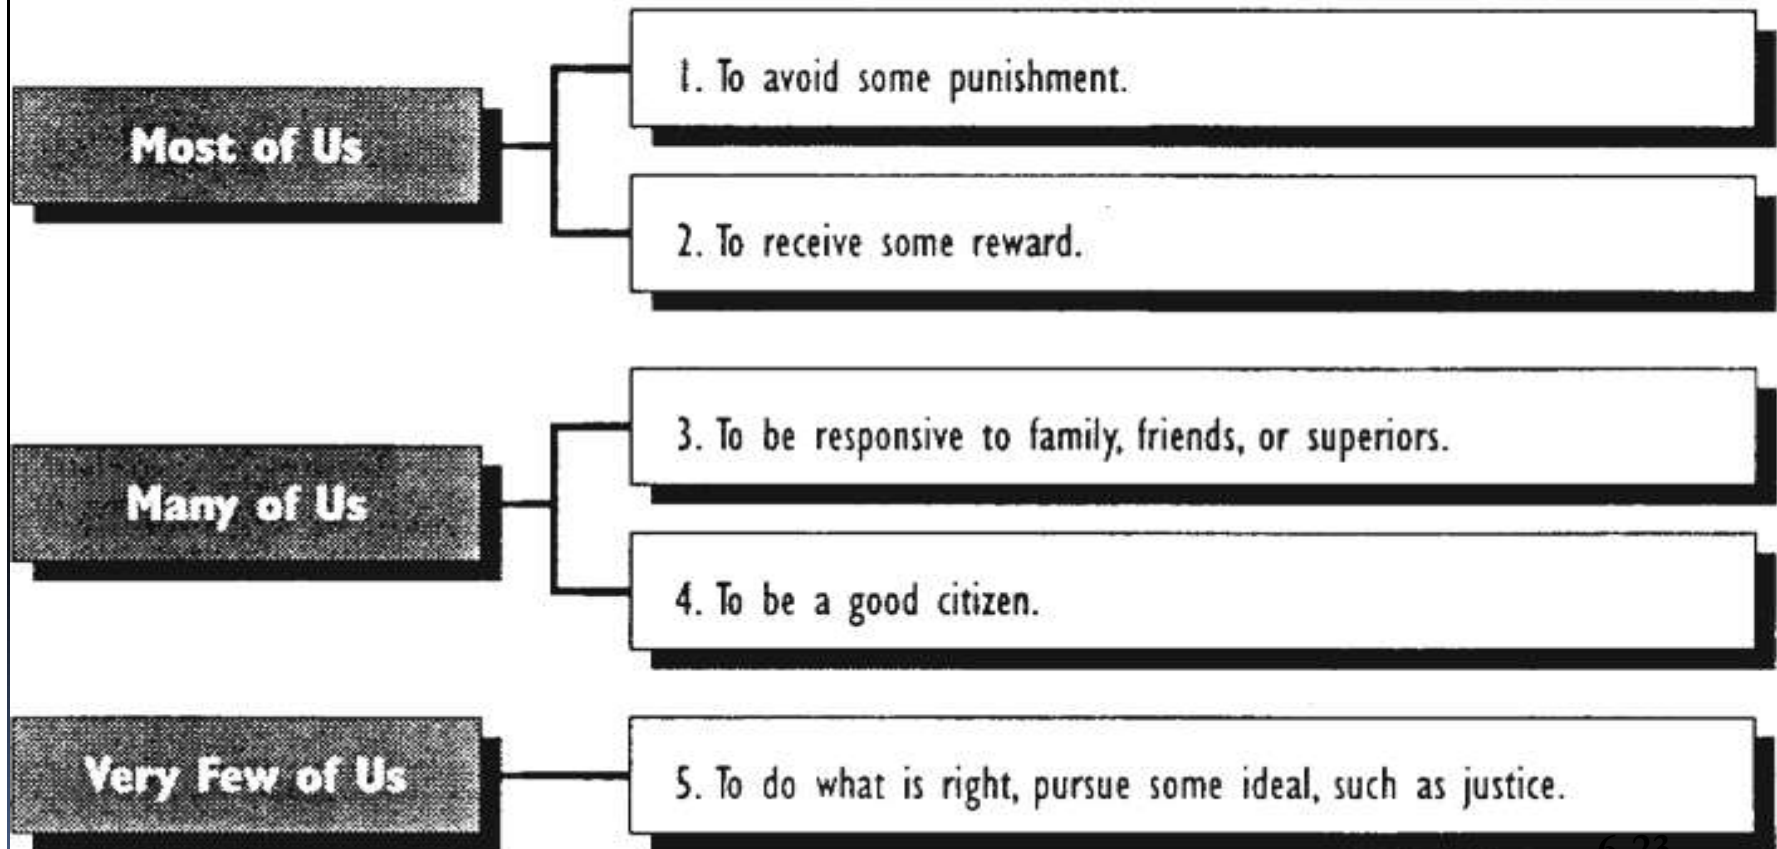 Most of Us
1. To avoid some punishment.
2. To receive some reward.
Many of Us
3. To be responsive to family, friends, or superiors.
4. To be a good citizen.
Very Few of Us
5. To do what is right, pursue some ideal, such as justice.